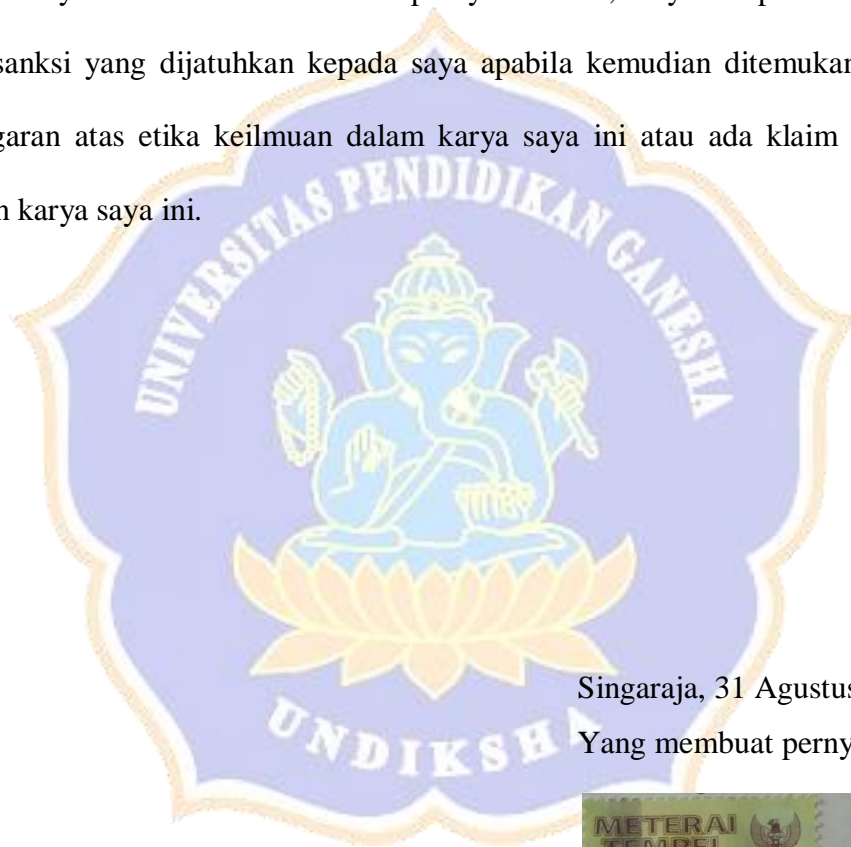 sanksi yang dijatuhkan kepada saya apabila kemudian ditemukan
garan atas etika keilmuan dalam karya saya ini atau ada klaim
n karya saya ini.
UNIVERSITAS PENDIDIKAN GANESHA
UNDIKSHA
Singaraja, 31 Agustus
Yang membuat perny
METERAI
TEMPEL